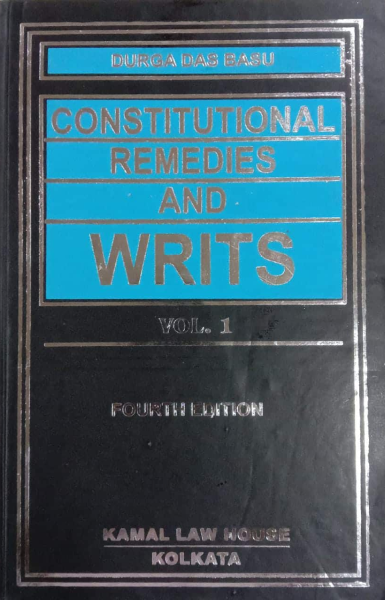 DURGA DAS BASU
CONSTITUTIONAL
REMEDIES
AND
WRITS
VOL. 1
FOURTH EDITION
KAMAL LAW HOUSE
KOLKATA